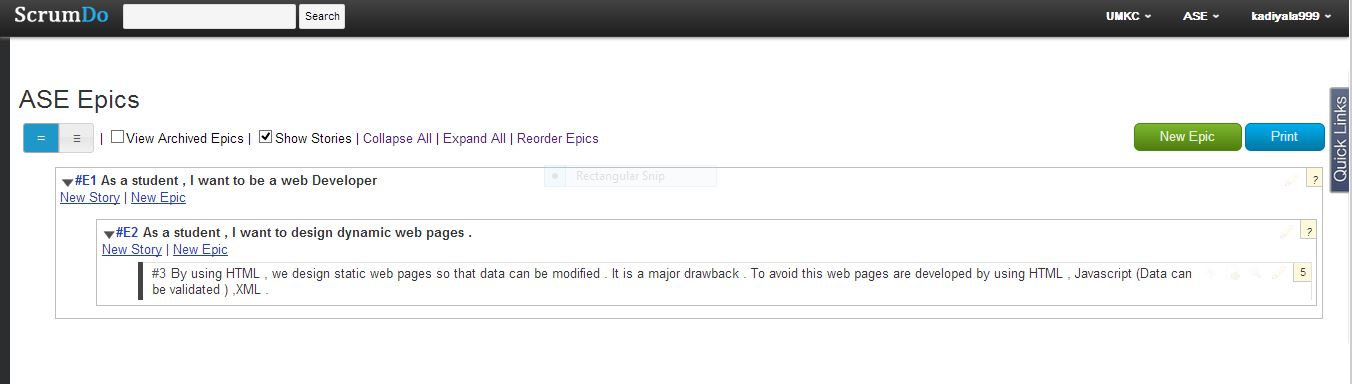 ScrumDo Search UMKC ASE kadiyala999
ASE Epics
| View Archived Epics | Show Stories | Collapse All | Expand All | Reorder Epics New Epic Print
Quick Links
#E1 As a student , I want to be a web Developer ?
Rectangular Snip
New Story | New Epic
#E2 As a student , I want to design dynamic web pages . ?
New Story | New Epic
#3 By using HTML , we design static web pages so that data can be modified . It is a major drawback . To avoid this web pages are developed by using HTML , Javascript (Data can 5
be validated ) ,XML .